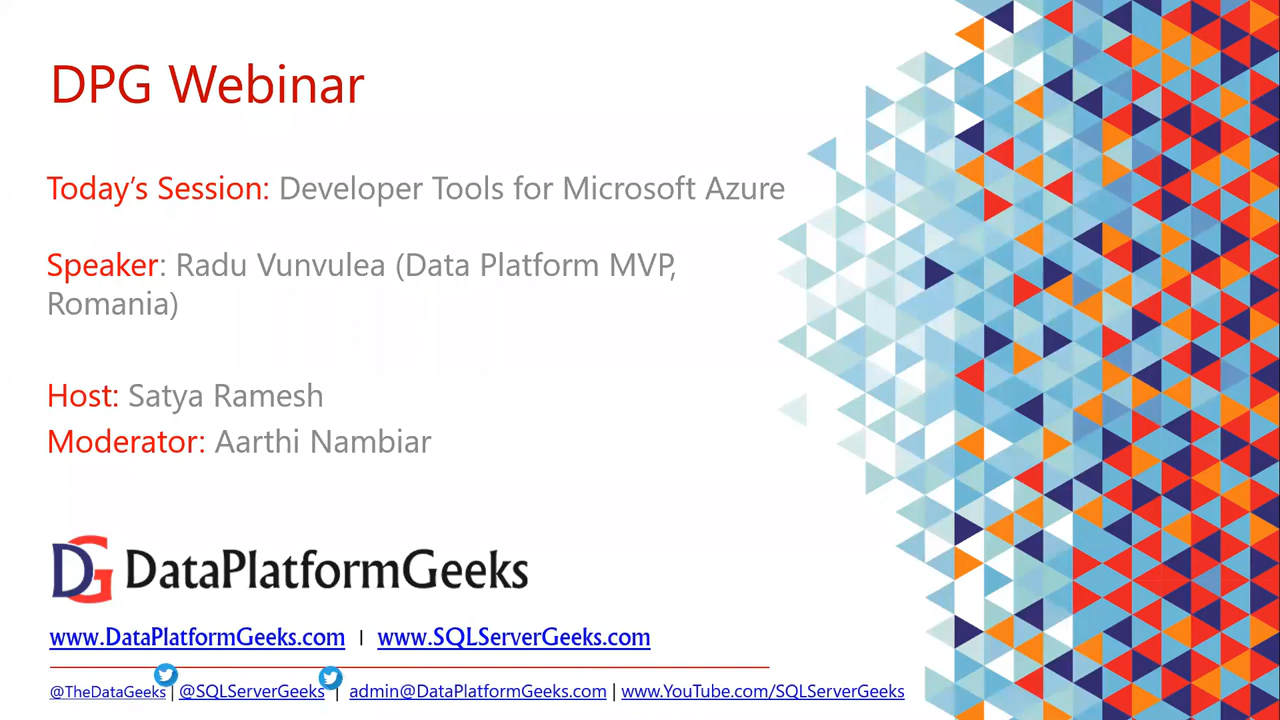 DPG Webinar
Today’s Session: Developer Tools for Microsoft Azure
Speaker: Radu Vunvulea (Data Platform MVP,
Romania)
Host: Satya Ramesh
Moderator: Aarthi Nambiar
DG DataPlatformGeeks
www.DataPlatformGeeks.com | www.SQLServerGeeks.com
@TheDataGeeks | @SQLServerGeeks | admin@DataPlatformGeeks.com | www.YouTube.com/SQLServerGeeks